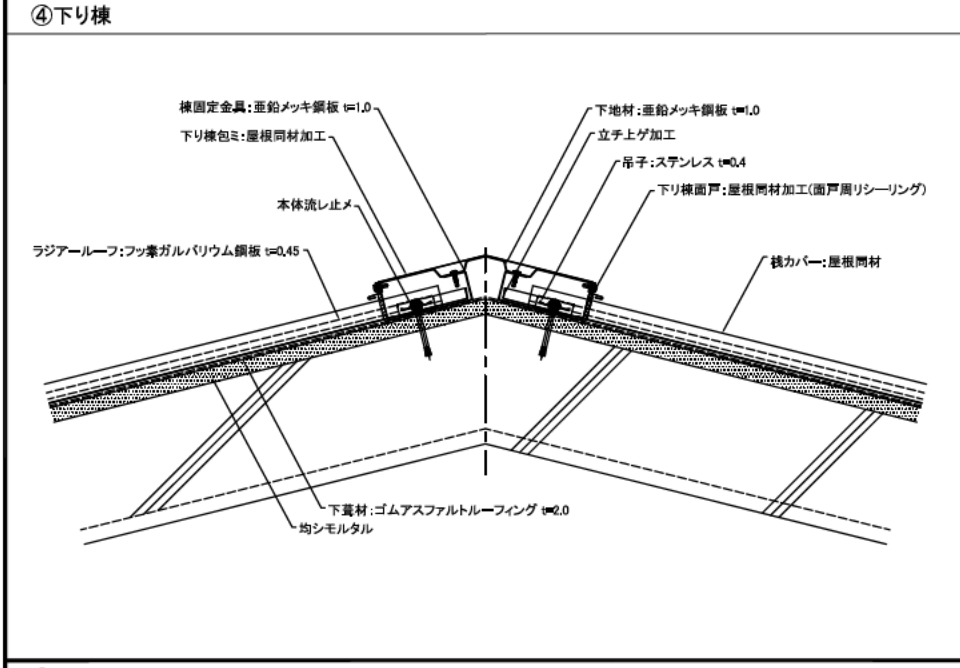 ④下り棟
棟固定金具:亜鉛メッキ鋼板 t=1.0
下地材:亜鉛メッキ鋼板 t=1.0
下り棟包ミ:屋根同材加工
立チ上ゲ加工
吊子:ステンレス t=0.4
本体流レ止メ
下り棟面戸:屋根同材加工(面戸周リシーリング)
ラジアールーフ:フッ素ガルバリウム鋼板 t=0.45
桟カバー:屋根同材
下葺材:ゴムアスファルトルーフィング t=2.0
均シモルタル